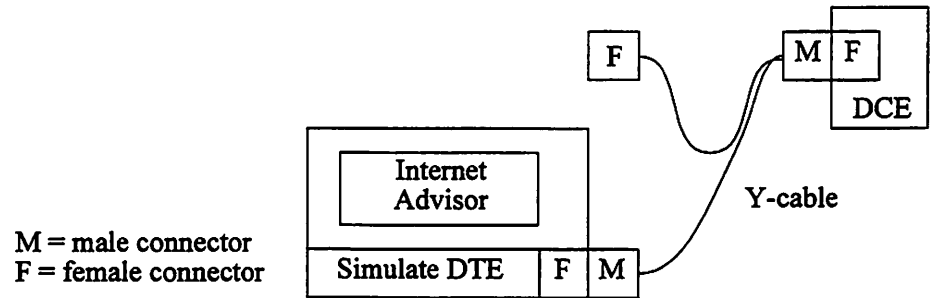 F
M F
DCE
Internet
Advisor
Y-cable
M = male connector
F = female connector
Simulate DTE F M